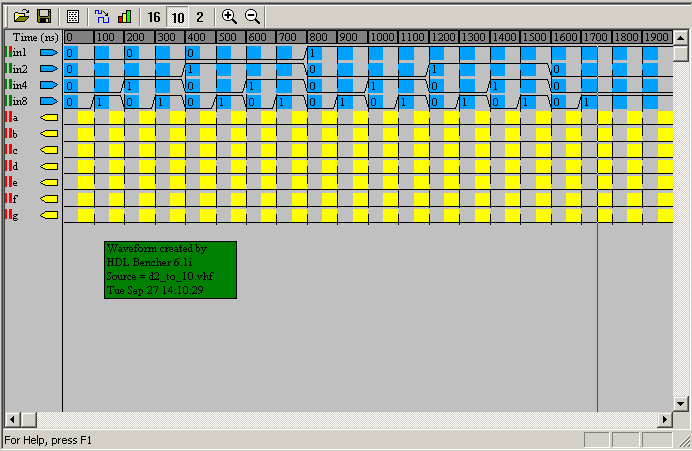 16 10 2
Time (ns) 0 100 200 300 400 500 600 700 800 900 1000 1100 1200 1300 1400 1500 1600 1700 1800 1900
in1 0 0 0 1
in2 0 1 0 1 0
in4 0 1 0 1 0 1 0 1 0
in8 0 1 0 1 0 1 0 1 0 1 0 1 0 1 0 1 0 1
a
b
c
d
e
f
g
Waveform created by
HDL Bencher 6.1i
Source = d2_to_10.vhf
Tue Sep 27 14:10:29
For Help, press F1